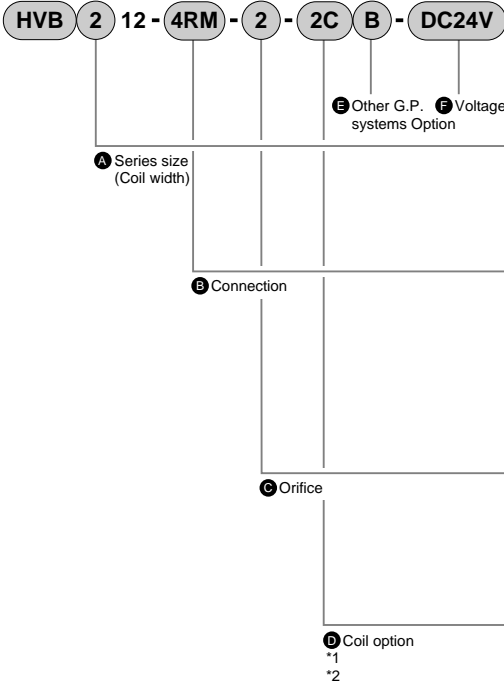 HVB 2 12 - 4RM - 2 - 2C B - DC24V
E Other G.P. systems Option
F Voltage
A Series size
(Coil width)
B Connection
C Orifice
D Coil option
*1
*2